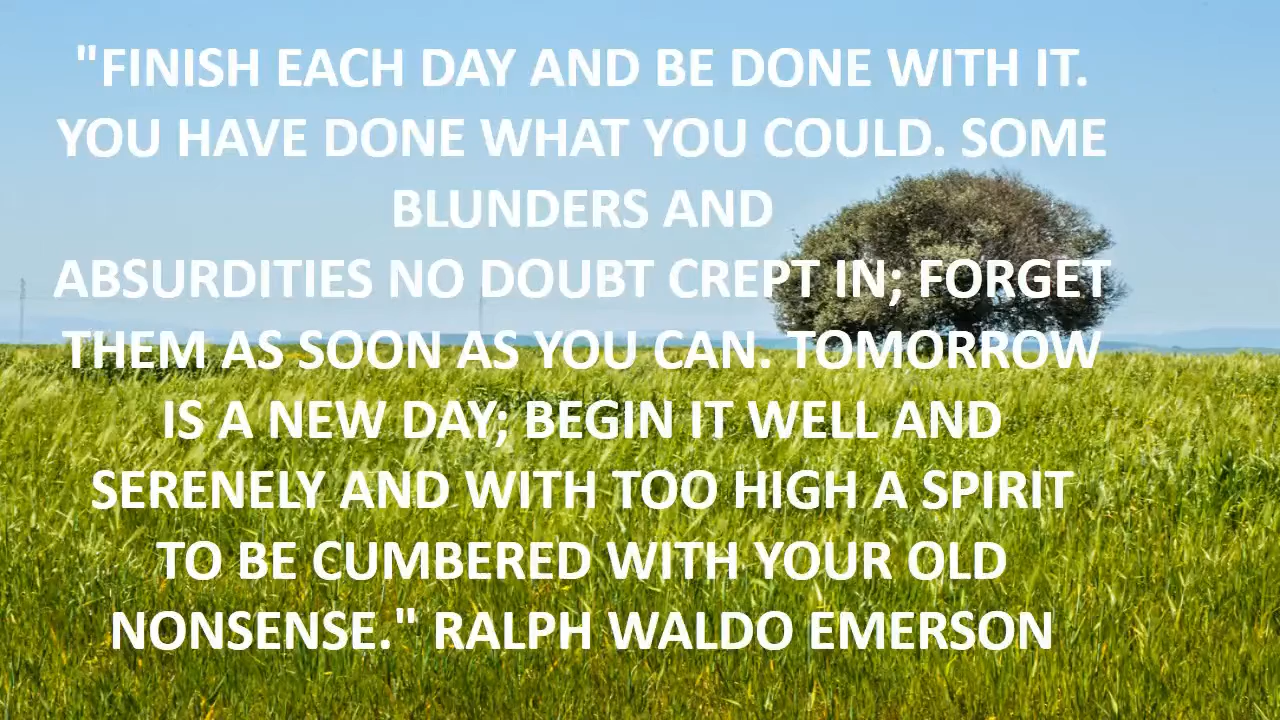 "FINISH EACH DAY AND BE DONE WITH IT.
YOU HAVE DONE WHAT YOU COULD. SOME
BLUNDERS AND
ABSURDITIES NO DOUBT CREPT IN; FORGET
THEM AS SOON AS YOU CAN. TOMORROW
IS A NEW DAY; BEGIN IT WELL AND
SERENELY AND WITH TOO HIGH A SPIRIT
TO BE CUMBERED WITH YOUR OLD
NONSENSE." RALPH WALDO EMERSON